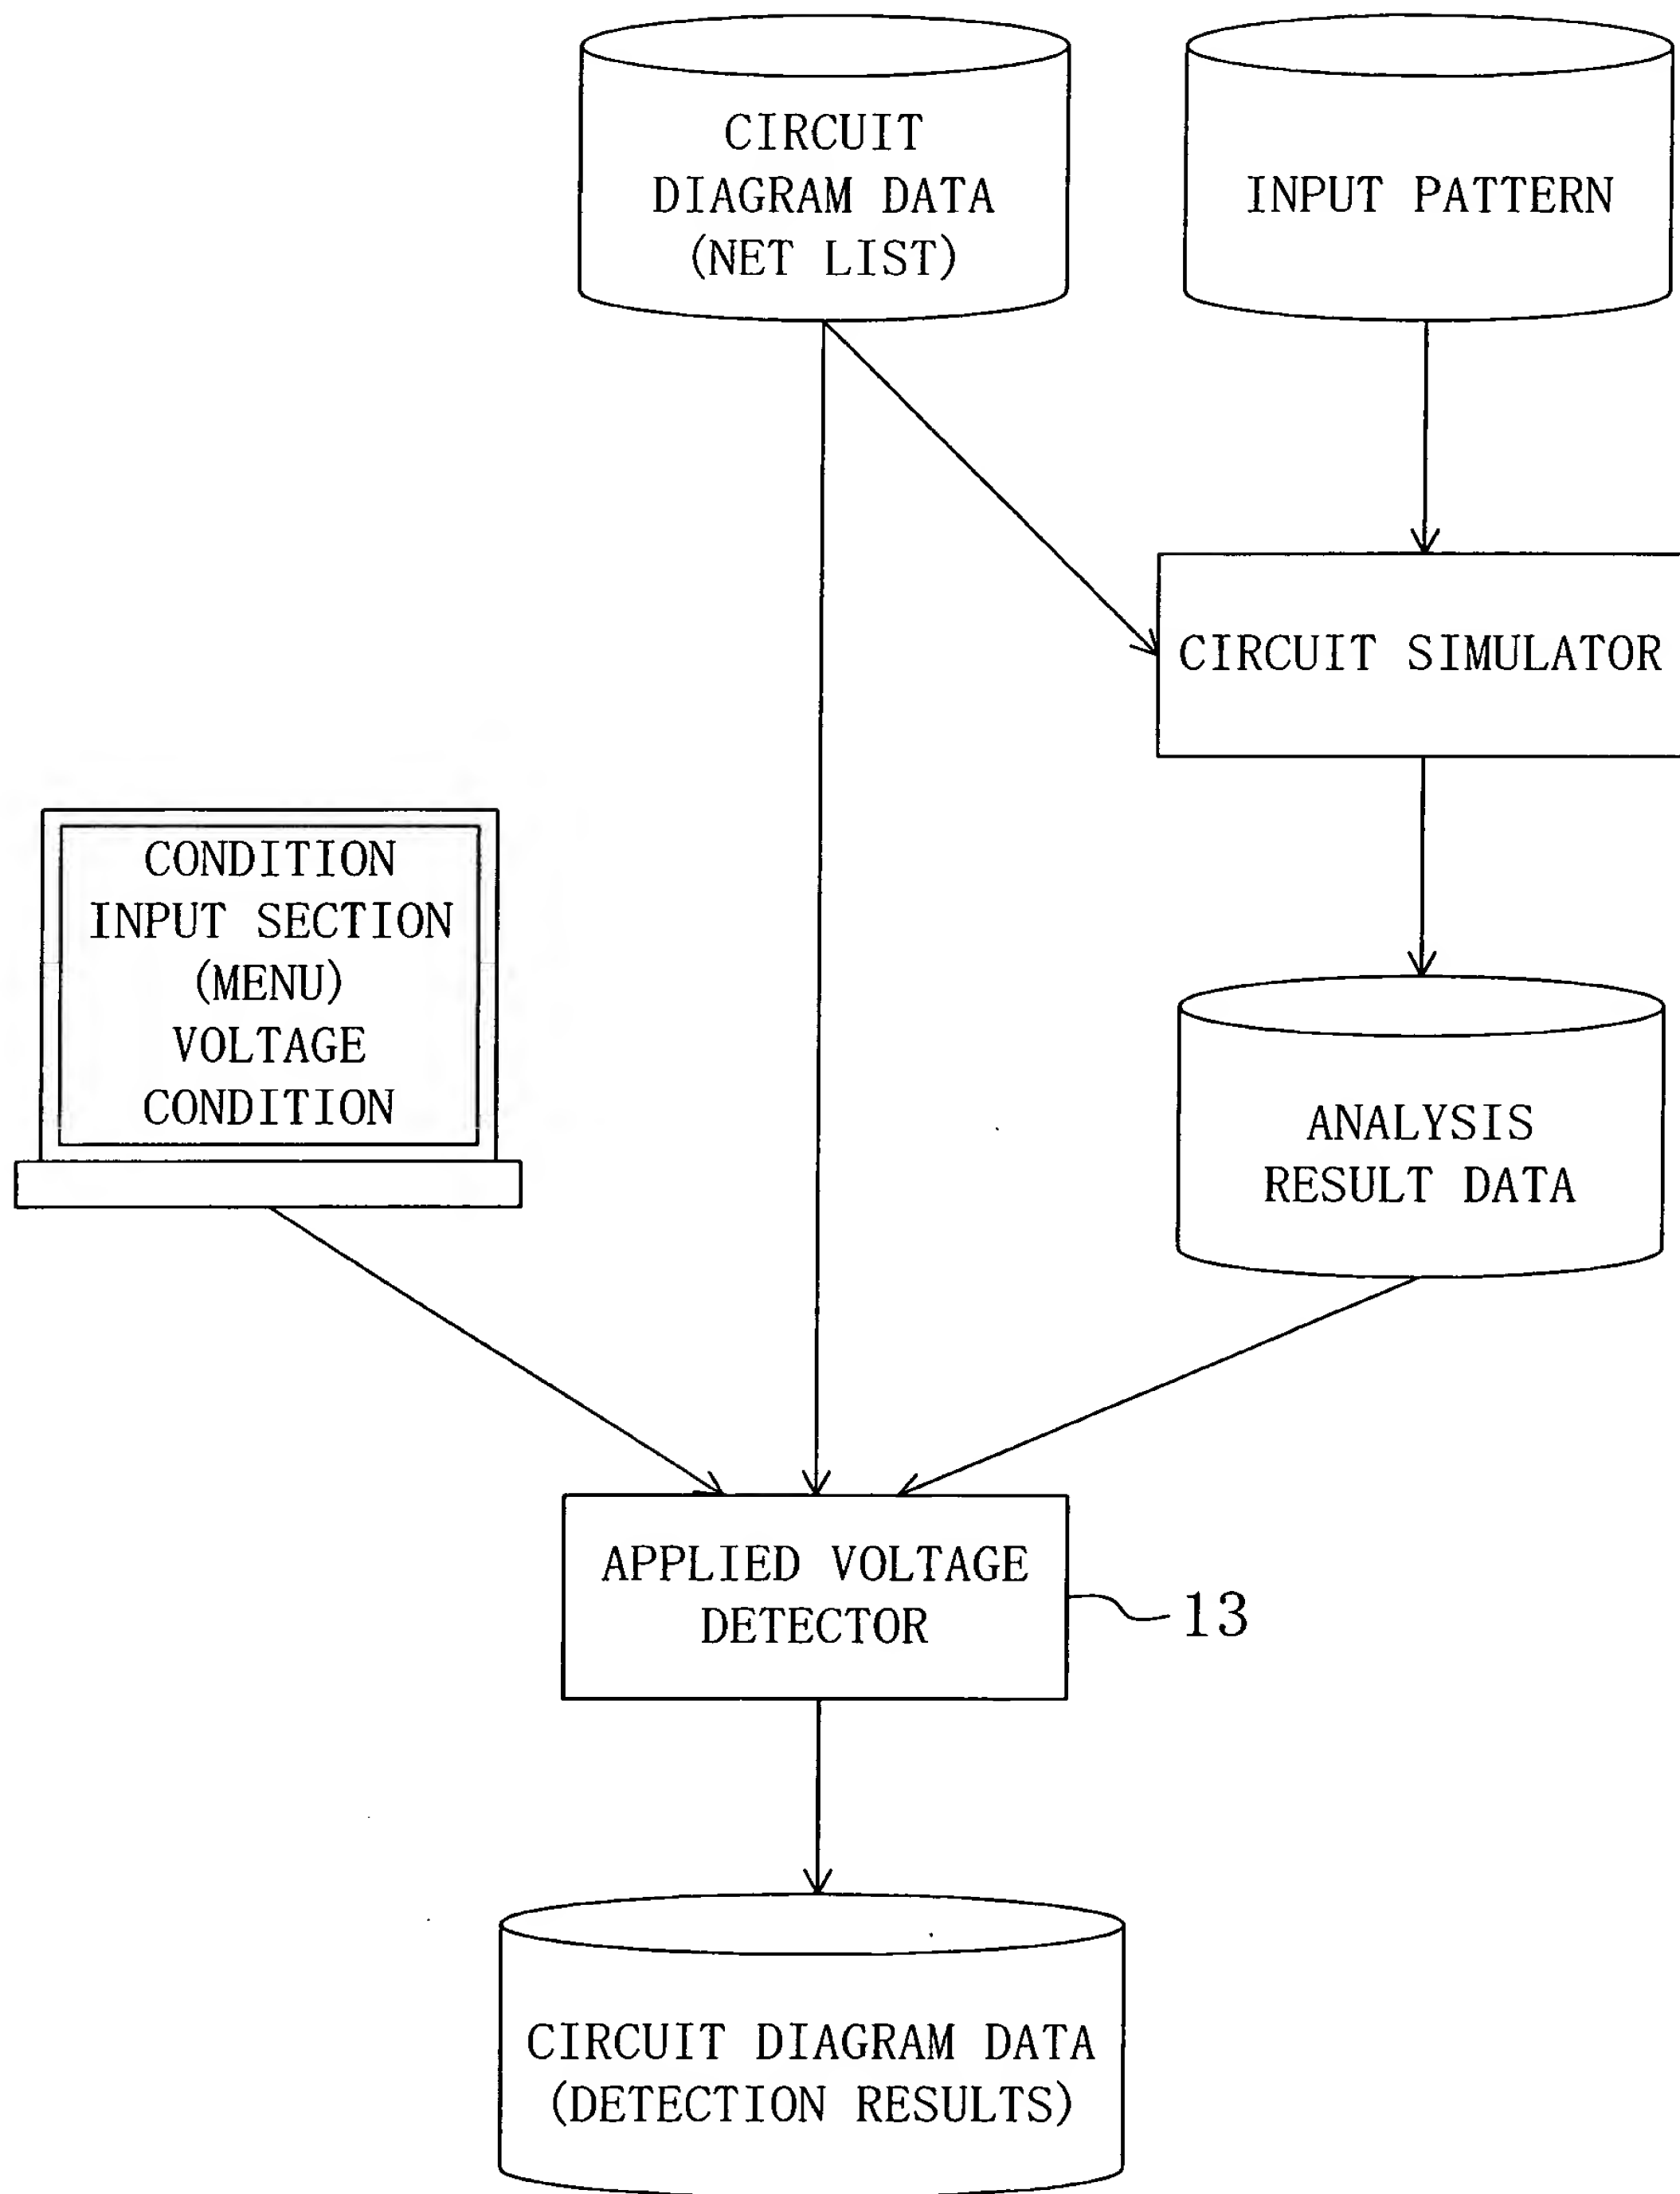 CIRCUIT
DIAGRAM DATA
(NET LIST)
INPUT PATTERN
CIRCUIT SIMULATOR
CONDITION
INPUT SECTION
(MENU)
VOLTAGE
CONDITION
ANALYSIS
RESULT DATA
APPLIED VOLTAGE
DETECTOR
13
CIRCUIT DIAGRAM DATA
(DETECTION RESULTS)